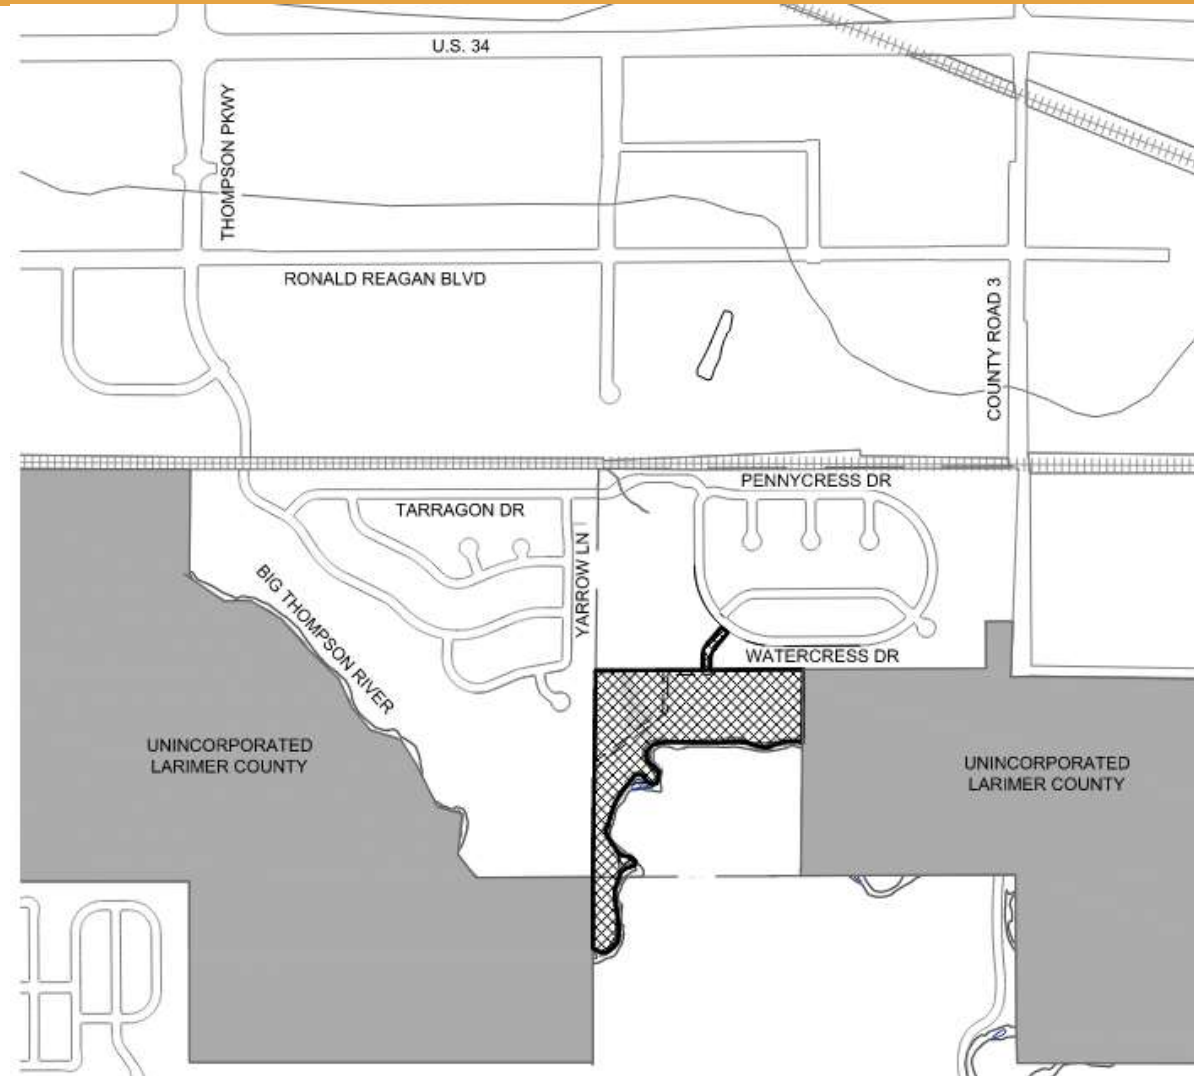 U.S. 34
THOMPSON PKWY
RONALD REAGAN BLVD
COUNTY ROAD 3
PENNYCRESS DR
TARRAGON DR
YARROW LN
BIG THOMPSON RIVER
WATERCRESS DR
UNINCORPORATED
LARIMER COUNTY
UNINCORPORATED
LARIMER COUNTY